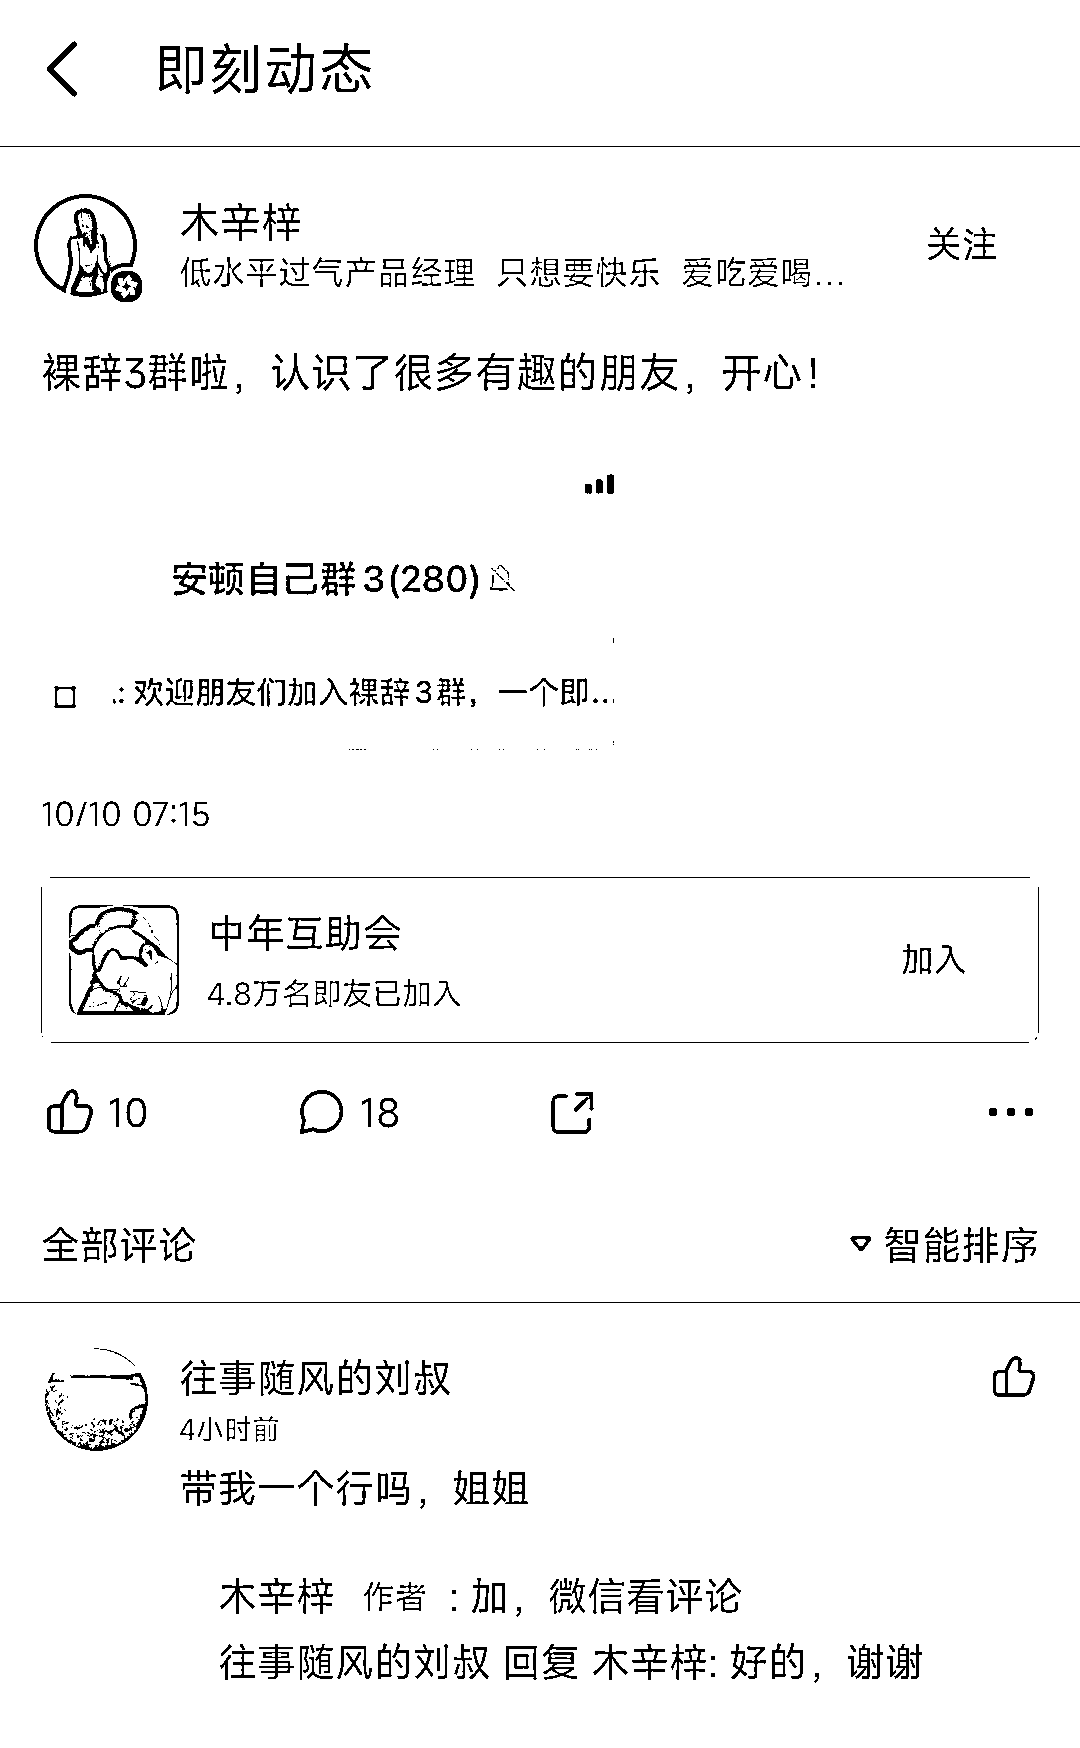 即刻动态
木辛梓
低水平过气产品经理 只想要快乐 爱吃爱喝...
关注
裸辞3群啦，认识了很多有趣的朋友，开心！
安顿自己群3(280)
.: 欢迎朋友们加入裸辞3群，一个即...
10/10 07:15
中年互助会
4.8万名即友已加入
加入
10
18
全部评论
智能排序
往事随风的刘叔
4小时前
带我一个行吗，姐姐
木辛梓 作者 : 加，微信看评论
往事随风的刘叔 回复 木辛梓: 好的，谢谢